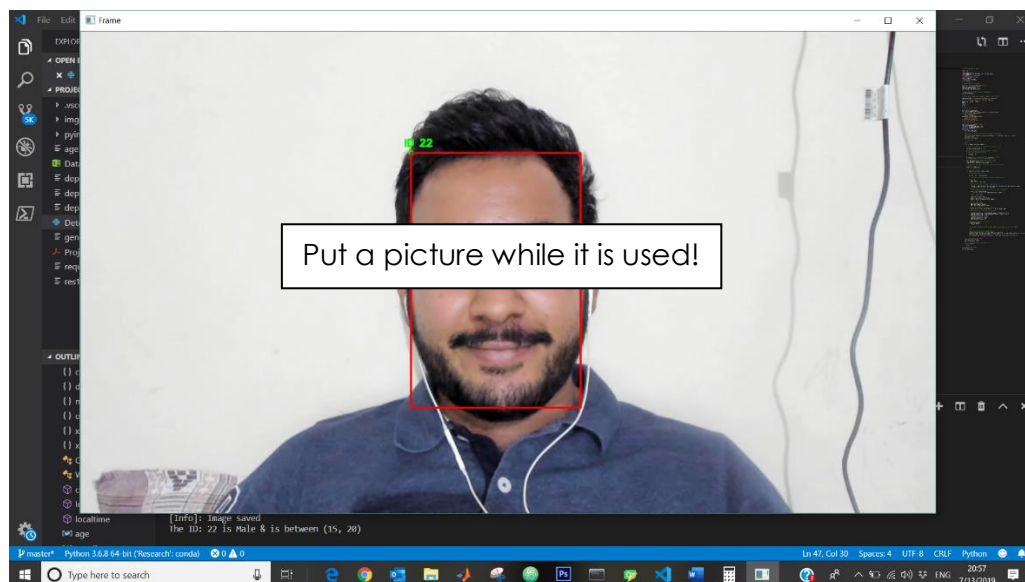 File Edit
Frame
EXPLOR
OPEN
PROJEC
.vsc
img
pyin
age
Data
dep
dep
dep
Dete
gen
Proj
requ
res1
OUTLIN
ID_22
Put a picture while it is used!
localtime
age
[Info]: Image saved
The ID: 22 is Male & is between (15, 20)
master* Python 3.6.8 64-bit ('Research': conda) 0 0
Ln 47, Col 30 Spaces: 4 UTF-8 CRLF Python
Type here to search
ENG
20:57
7/13/2019